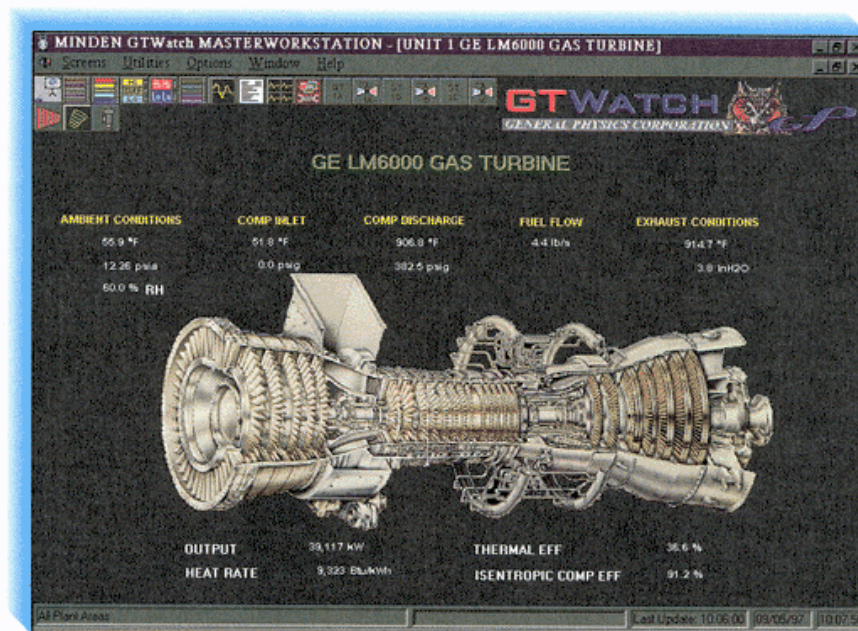 MINDEN GTWatch MASTERWORKSTATION - [UNIT 1 GE LM6000 GAS TURBINE]
Screens Utilities Options Window Help
GTWATCH
GENERAL PHYSICS CORPORATION
GE LM6000 GAS TURBINE
AMBIENT CONDITIONS COMP INLET COMP DISCHARGE FUEL FLOW EXHAUST CONDITIONS
51.8 °F 906.8 °F 4.4 lb/s 914.7 °F
12.26 psia 0.0 psig 382.5 psig 3.8 InH2O
60.0 % RH
OUTPUT 39,117 kW THERMAL EFF 36.6 %
HEAT RATE 9,323 Btu/kWh ISENTROPIC COMP EFF 91.2 %
All Plant Areas Last Update: 10:06:00 09/05/97